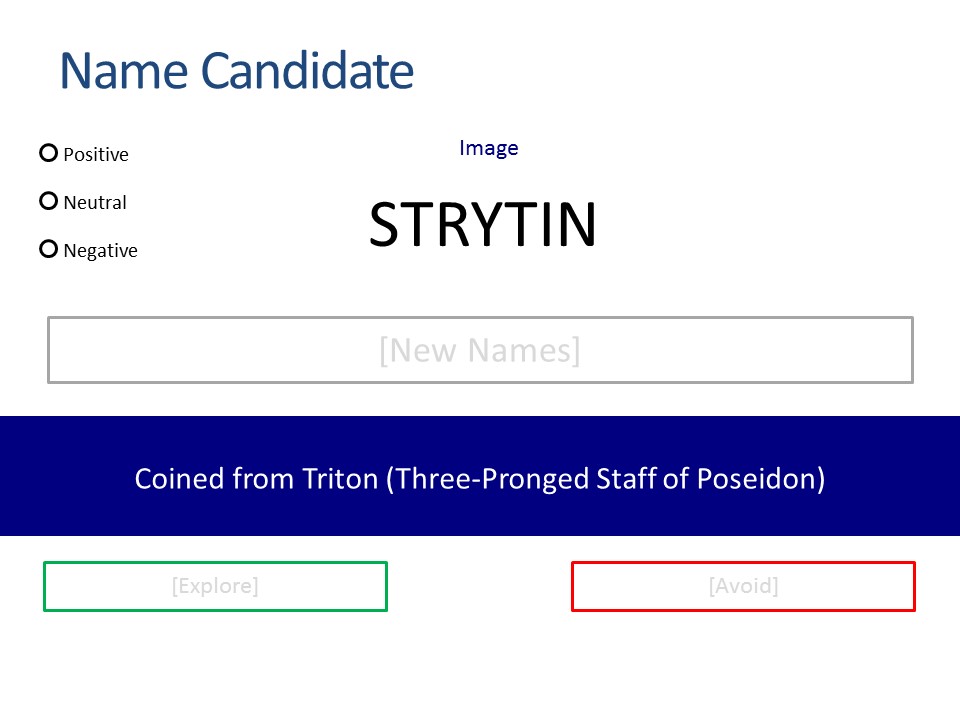 Name Candidate
Positive
Image
Neutral
STRYTIN
Negative
[New Names]
Coined from Triton (Three-Pronged Staff of Poseidon)
[Explore]
[Avoid]